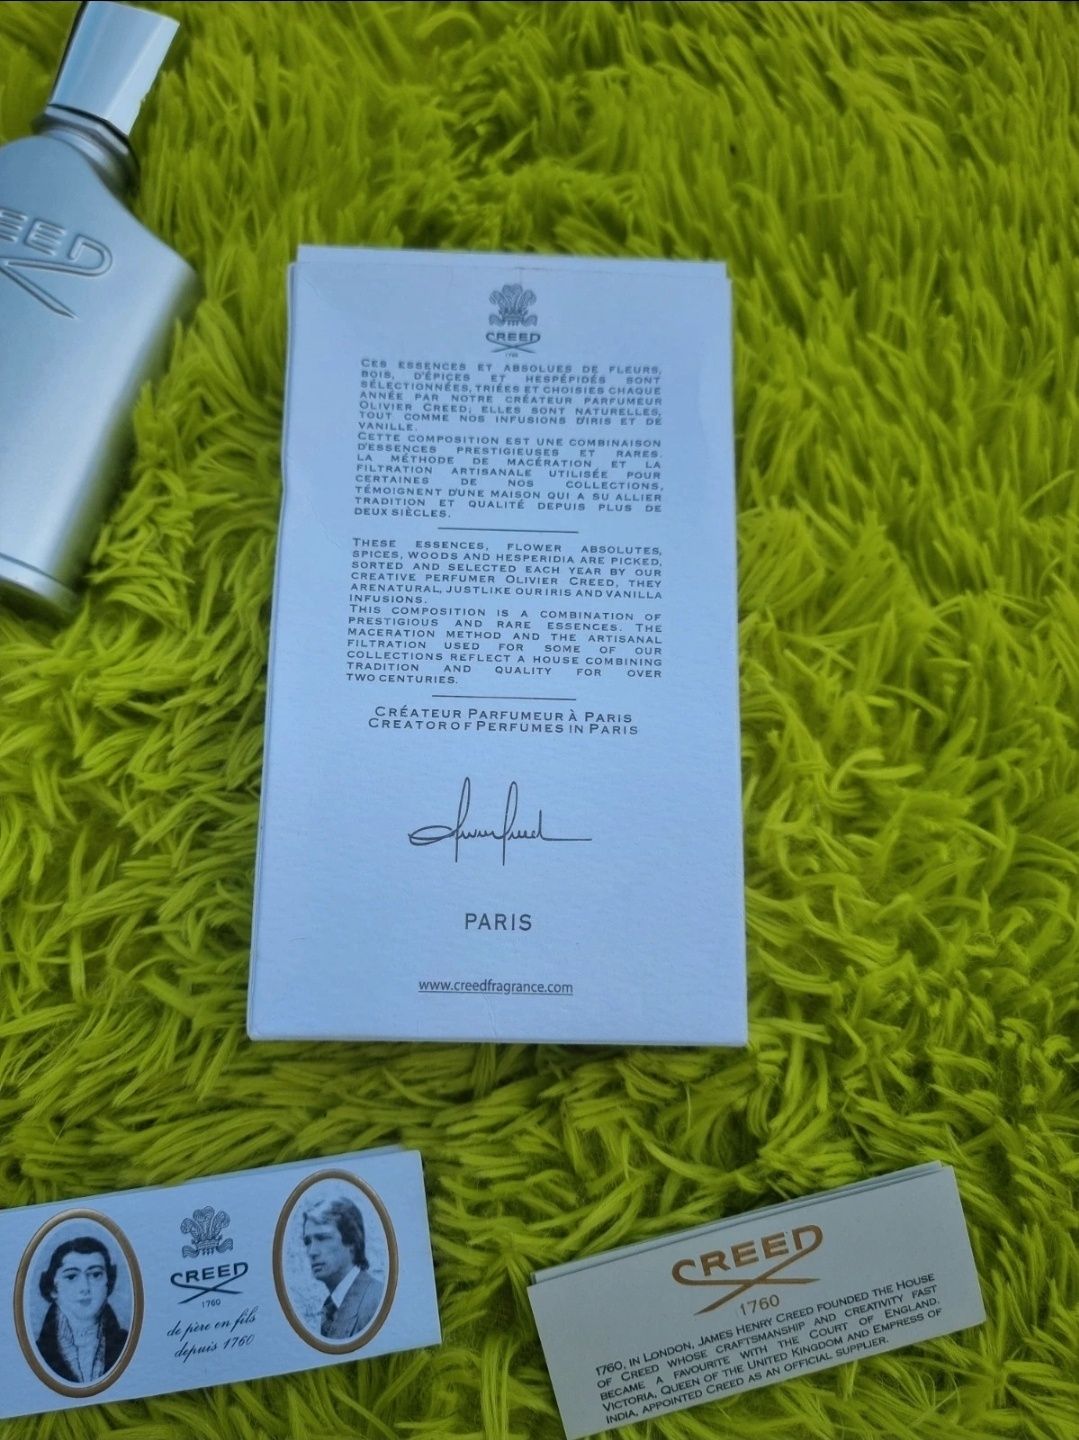 CREED
CREED
1760
CES ESSENCES ET ABSOLUES DE FLEURS,
BOIS, D'ÉPICES ET HESPÉPIDÉS SONT
SÉLECTIONNÉES, TRIÉES ET CHOISIES CHAQUE
ANNÉE PAR NOTRE CRÉATEUR PARFUMEUR
OLIVIER CREED; ELLES SONT NATURELLES,
TOUT COMME NOS INFUSIONS D'IRIS ET DE
VANILLE.
CETTE COMPOSITION EST UNE COMBINAISON
D'ESSENCES PRESTIGIEUSES ET RARES.
LA MÉTHODE DE MACÉRATION ET LA
FILTRATION ARTISANALE UTILISÉE POUR
CERTAINES DE NOS COLLECTIONS,
TÉMOIGNENT D'UNE MAISON QUI A SU ALLIER
TRADITION ET QUALITÉ DEPUIS PLUS DE
DEUX SIÈCLES.
THESE ESSENCES, FLOWER ABSOLUTES,
SPICES, WOODS AND HESPERIDIA ARE PICKED,
SORTED AND SELECTED EACH YEAR BY OUR
CREATIVE PERFUMER OLIVIER CREED, THEY
ARENATURAL, JUSTLIKE OURIRIS AND VANILLA
INFUSIONS.
THIS COMPOSITION IS A COMBINATION OF
PRESTIGIOUS AND RARE ESSENCES. THE
MACERATION METHOD AND THE ARTISANAL
FILTRATION USED FOR SOME OF OUR
COLLECTIONS REFLECT A HOUSE COMBINING
TRADITION AND QUALITY FOR OVER
TWO CENTURIES.
CRÉATEUR PARFUMEUR À PARIS
CREATOR OF PERFUMES IN PARIS
PARIS
www.creedfragrance.com
CREED
1760
de père en fils
depuis 1760
CREED
1760
1760, IN LONDON, JAMES HENRY CREED FOUNDED THE HOUSE
OF CREED WHOSE CRAFTSMANSHIP AND CREATIVITY FAST
BECAME A FAVOURITE WITH THE COURT OF ENGLAND.
VICTORIA, QUEEN OF THE UNITED KINGDOM AND EMPRESS OF
INDIA, APPOINTED CREED AS AN OFFICIAL SUPPLIER.